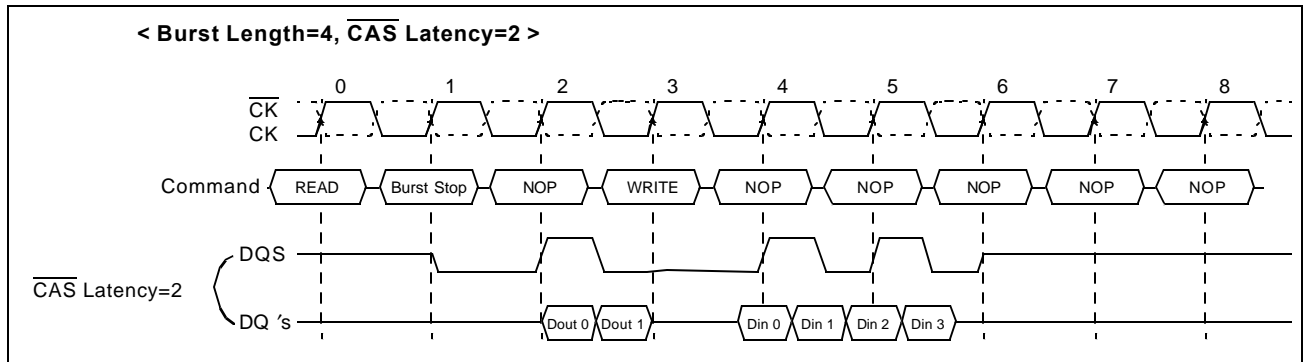 < Burst Length=4, CAS Latency=2 >
0 1 2 3 4 5 6 7 8
CK
CK
Command READ Burst Stop NOP WRITE NOP NOP NOP NOP NOP
DQS
CAS Latency=2
DQ 's Dout 0 Dout 1 Din 0 Din 1 Din 2 Din 3